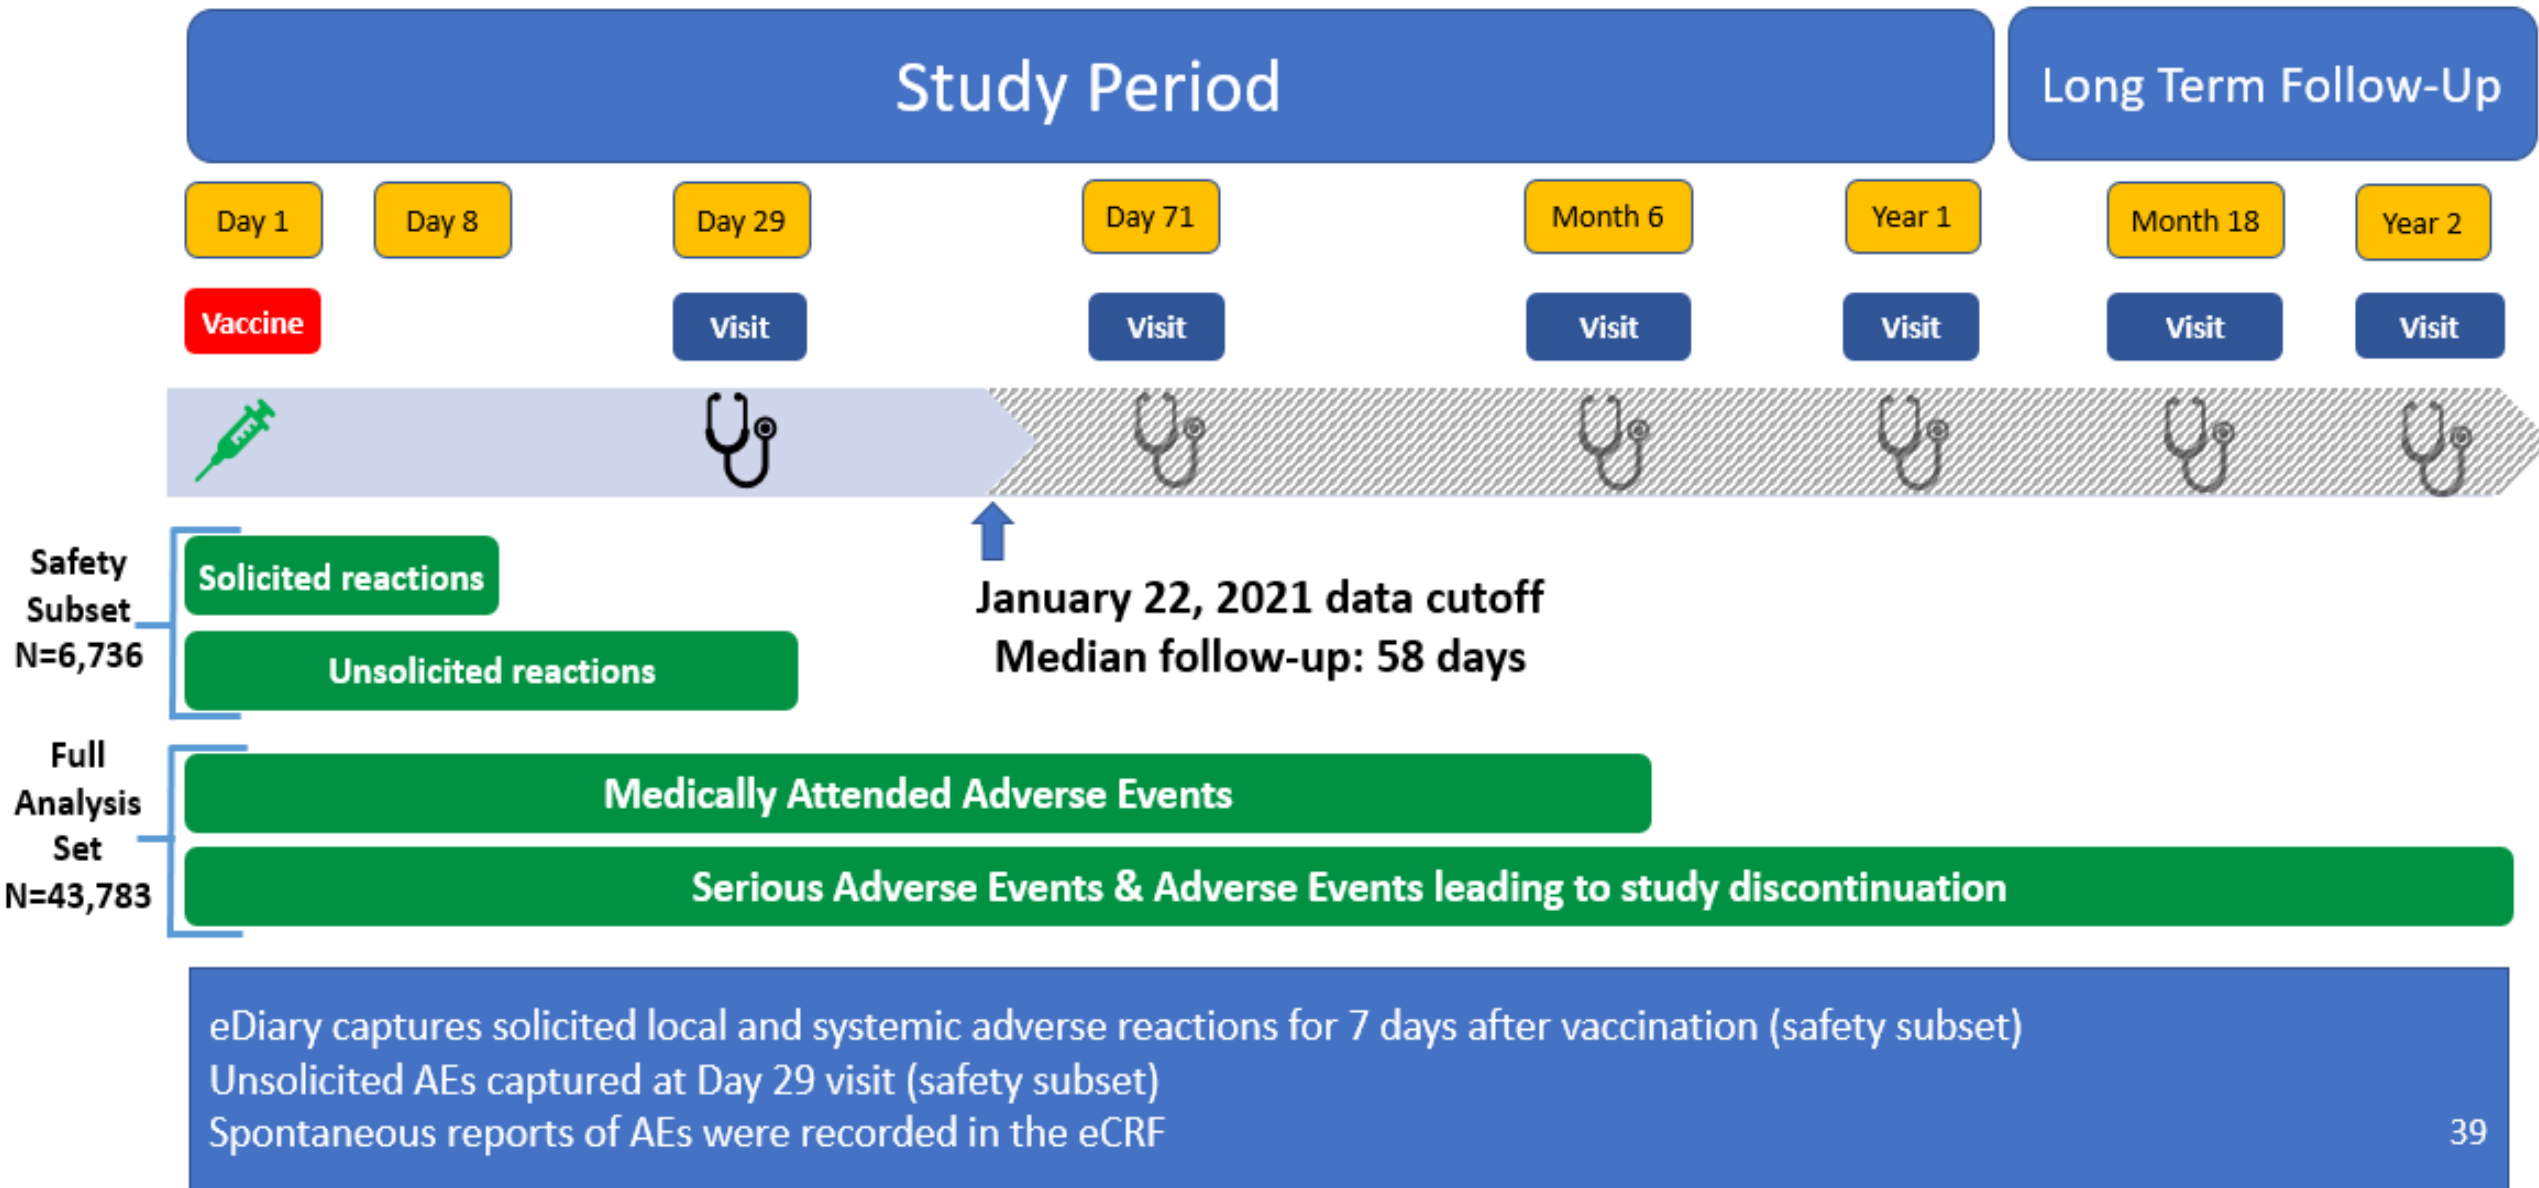 Study Period
Long Term Follow-Up
Day 1
Day 8
Day 29
Day 71
Month 6
Year 1
Month 18
Year 2
Vaccine
Visit
Visit
Visit
Visit
Visit
Visit
Safety
Subset
N=6,736
Solicited reactions
Unsolicited reactions
January 22, 2021 data cutoff
Median follow-up: 58 days
Full
Analysis
Set
N=43,783
Medically Attended Adverse Events
Serious Adverse Events & Adverse Events leading to study discontinuation
eDiary captures solicited local and systemic adverse reactions for 7 days after vaccination (safety subset)
Unsolicited AEs captured at Day 29 visit (safety subset)
Spontaneous reports of AEs were recorded in the eCRF
39